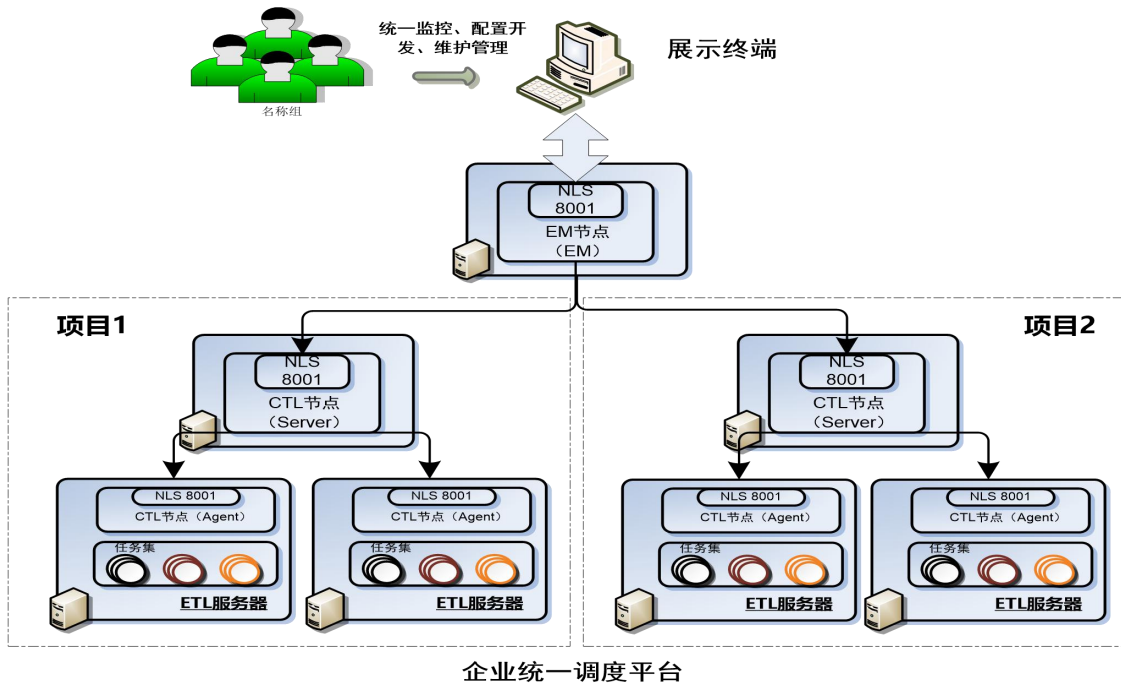 统一监控、配置开
发、维护管理
展示终端
名称组
NLS
8001
EM节点
（EM）
项目1
项目2
NLS
8001
CTL节点
（Server）
NLS
8001
CTL节点
（Server）
NLS 8001
CTL节点（Agent）
任务集
ETL服务器
NLS 8001
CTL节点（Agent）
任务集
ETL服务器
NLS 8001
CTL节点（Agent）
任务集
ETL服务器
NLS 8001
CTL节点（Agent）
任务集
ETL服务器
企业统一调度平台